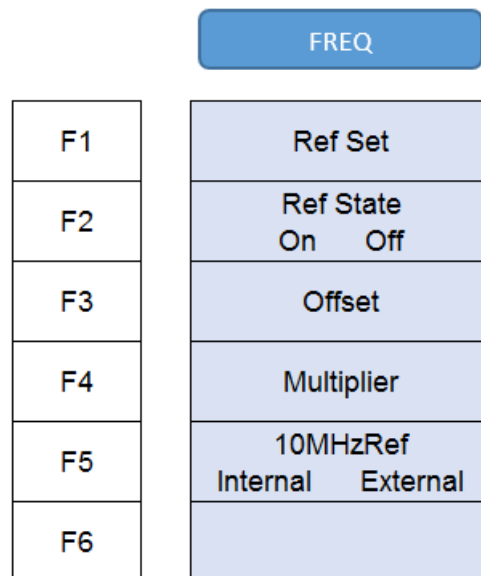 FREQ
F1 Ref Set
F2 Ref State
On Off
F3 Offset
F4 Multiplier
F5 10MHzRef
Internal External
F6